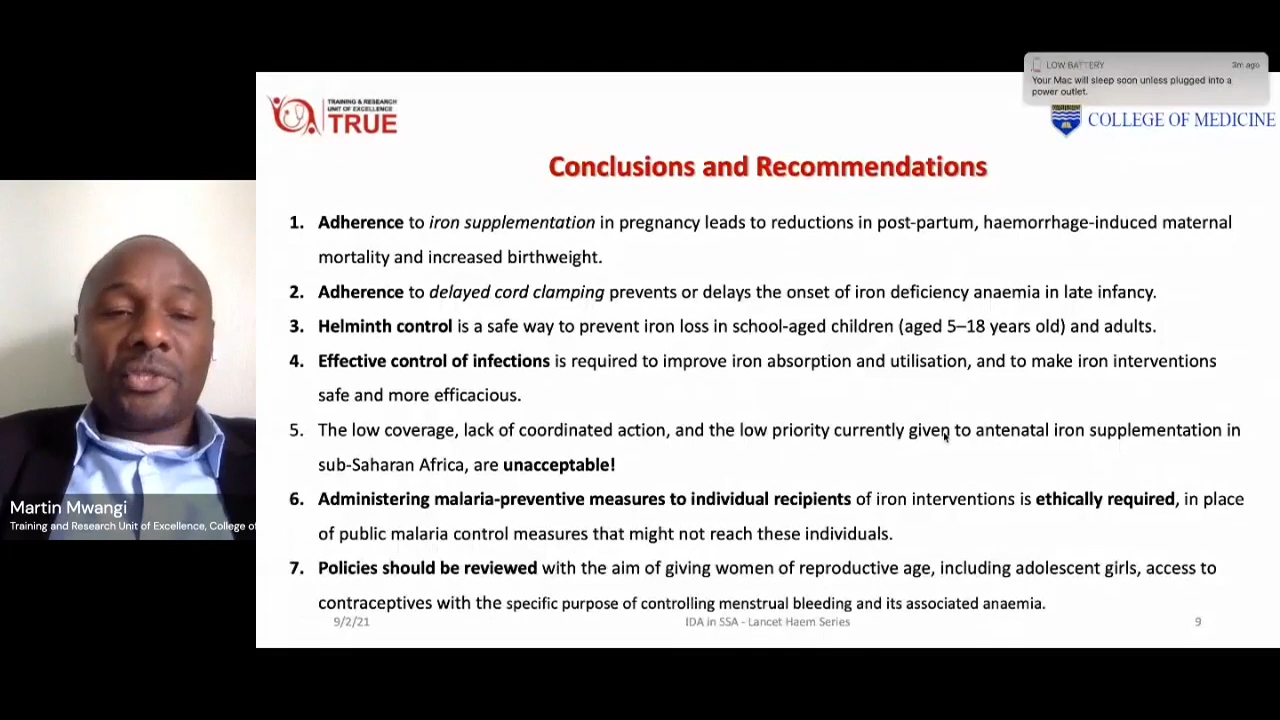 LOW BATTERY
3m ago
Your Mac will sleep soon unless plugged into a
power outlet.
TRAINING & RESEARCH
UNIT OF EXCELLENCE
TRUE
COLLEGE OF MEDICINE
Conclusions and Recommendations
1. Adherence to iron supplementation in pregnancy leads to reductions in post-partum, haemorrhage-induced maternal
mortality and increased birthweight.
2. Adherence to delayed cord clamping prevents or delays the onset of iron deficiency anaemia in late infancy.
3. Helminth control is a safe way to prevent iron loss in school-aged children (aged 5–18 years old) and adults.
4. Effective control of infections is required to improve iron absorption and utilisation, and to make iron interventions
safe and more efficacious.
5. The low coverage, lack of coordinated action, and the low priority currently given to antenatal iron supplementation in
sub-Saharan Africa, are unacceptable!
6. Administering malaria-preventive measures to individual recipients of iron interventions is ethically required, in place
of public malaria control measures that might not reach these individuals.
7. Policies should be reviewed with the aim of giving women of reproductive age, including adolescent girls, access to
contraceptives with the specific purpose of controlling menstrual bleeding and its associated anaemia.
9/2/21
IDA in SSA - Lancet Haem Series
9
Martin Mwangi
Training and Research Unit of Excellence, College of